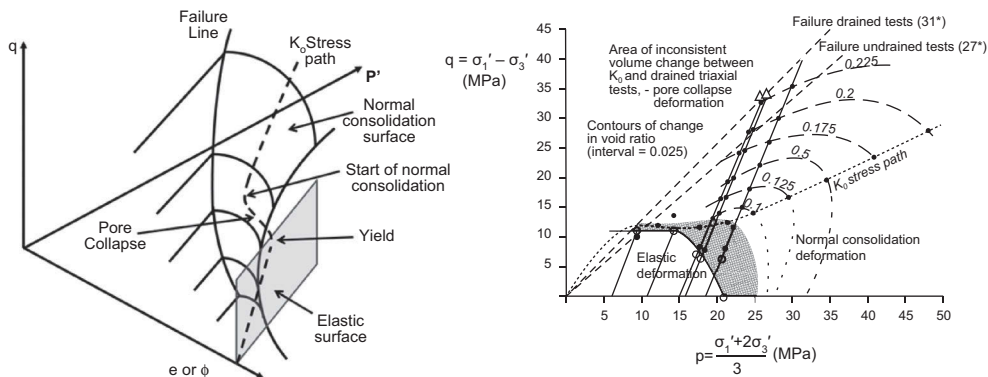 q
Failure
Line
KoStress
path
P'
Normal
consolidation
surface
Start of normal
consolidation
Pore
Collapse
Yield
Elastic
surface
e or ϕ
q = σ1′ – σ3′
(MPa)
45
40
35
30
25
20
15
10
5
Failure drained tests (31*)
Failure undrained tests (27*)
Area of inconsistent
volume change between
K0 and drained triaxial
tests, - pore collapse
deformation
Contours of change
in void ratio
(interval = 0.025)
0.225
0.2
0.175
0.5
0.125
0.1
K0 stress path
Elastic
deformation
Normal consolidation
deformation
0 5 10 15 20 25 30 35 40 45 50
p= σ1′+2σ3′ (MPa)
3